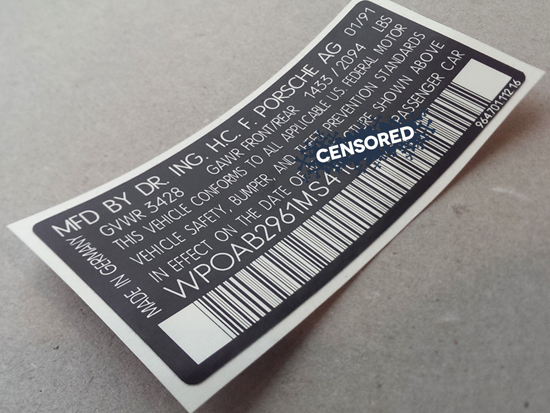 MFD BY DR. ING. H.C. F. PORSCHE AG 01/91
GVWR 3428 GAWR FRONT/REAR 1433 / 2094 LBS
THIS VEHICLE CONFORMS TO ALL APPLICABLE U.S. FEDERAL MOTOR
VEHICLE SAFETY, BUMPER, AND THEFT PREVENTION STANDARDS
IN EFFECT ON THE DATE OF SHOWN ABOVE
WPOAB2961MS41 PASSENGER CAR
CENSORED
MADE IN GERMANY
964.701.112.16